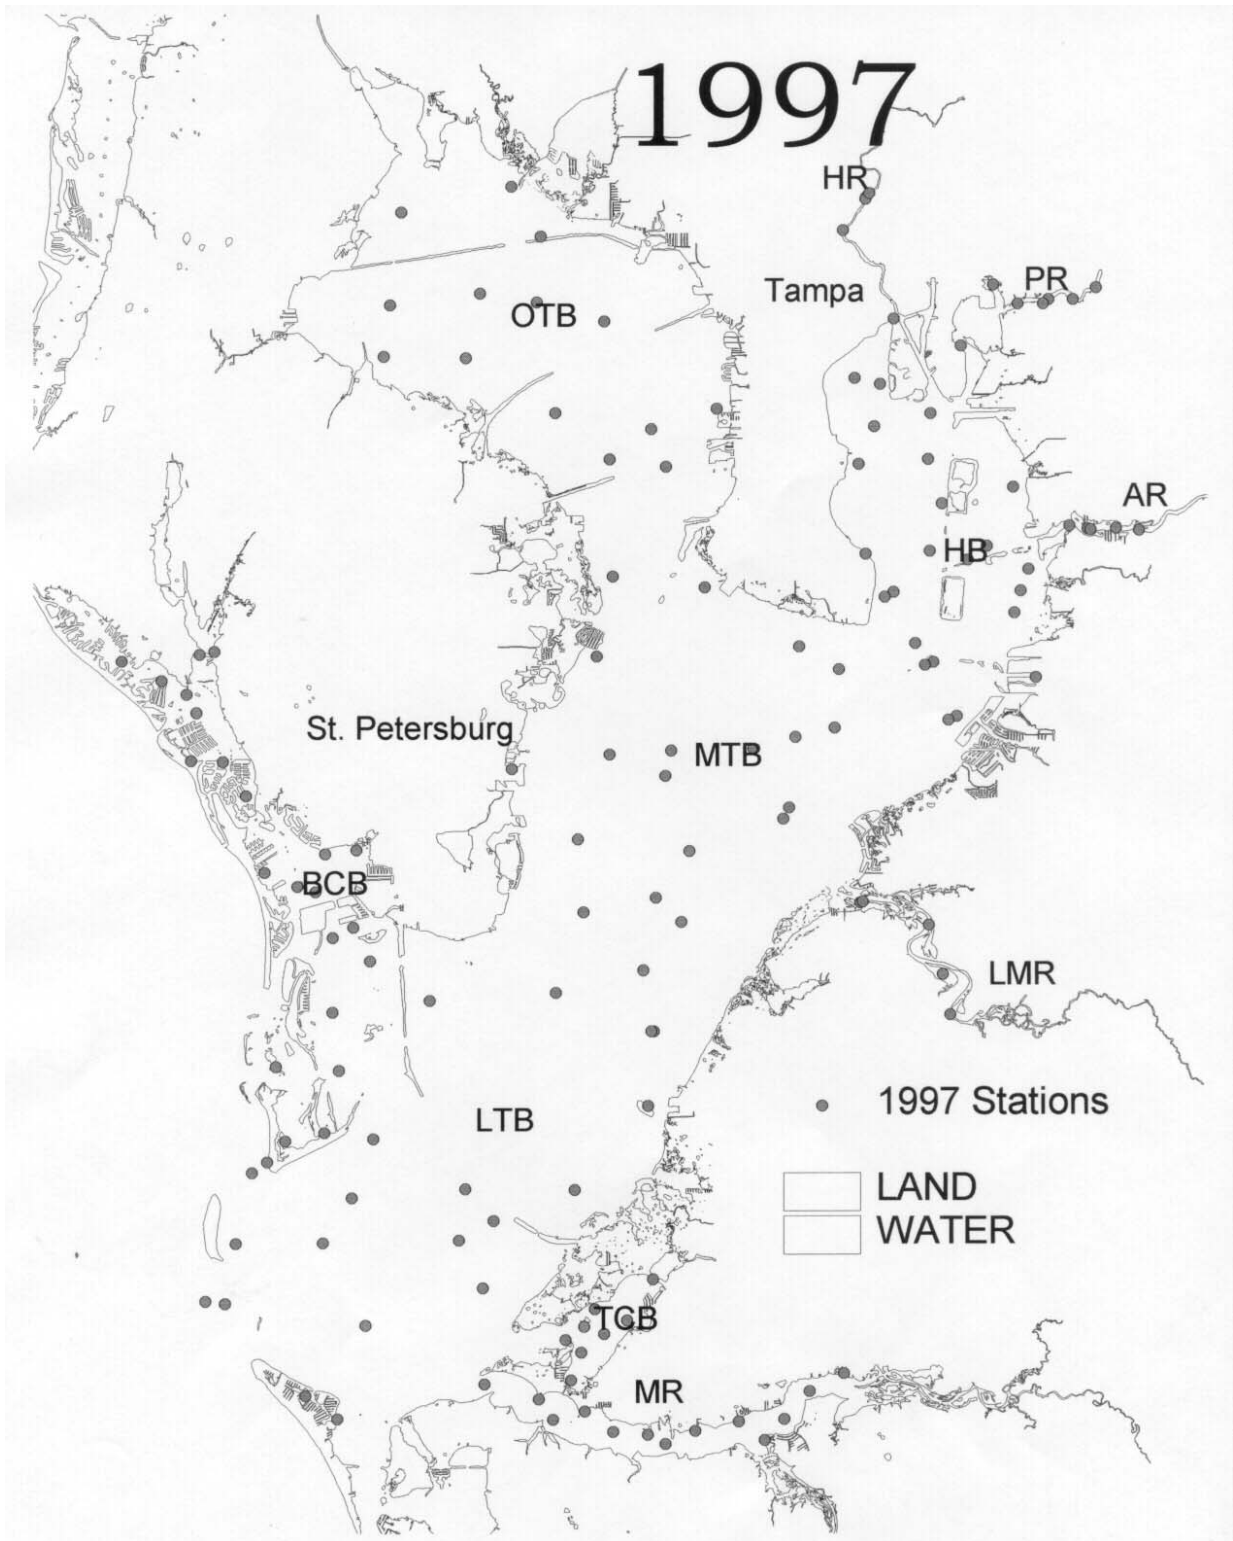 1997
HR
Tampa
PR
OTB
AR
HB
St. Petersburg
MTB
BCB
LMR
1997 Stations
LTB
LAND
WATER
TCB
MR